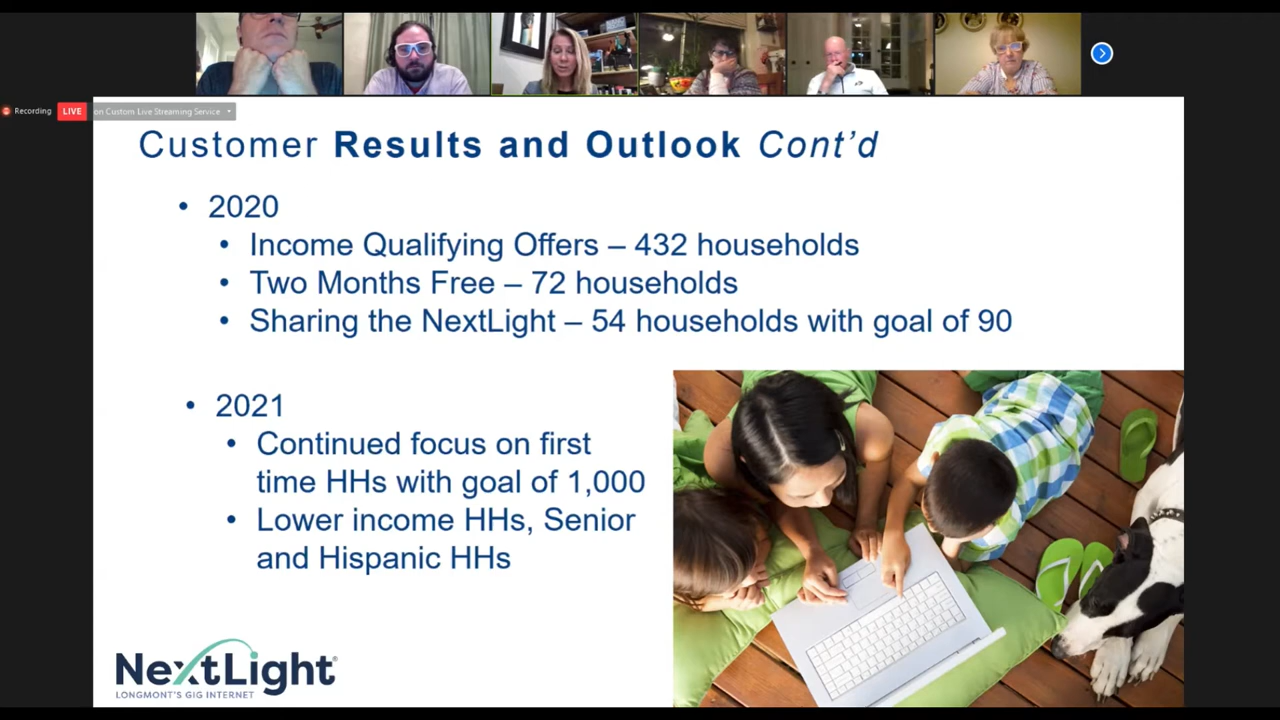 Recording
LIVE
on Custom Live Streaming Service
Customer Results and Outlook Cont’d
• 2020
• Income Qualifying Offers – 432 households
• Two Months Free – 72 households
• Sharing the NextLight – 54 households with goal of 90
• 2021
• Continued focus on first
time HHs with goal of 1,000
• Lower income HHs, Senior
and Hispanic HHs
NextLight®
LONGMONT'S GIG INTERNET